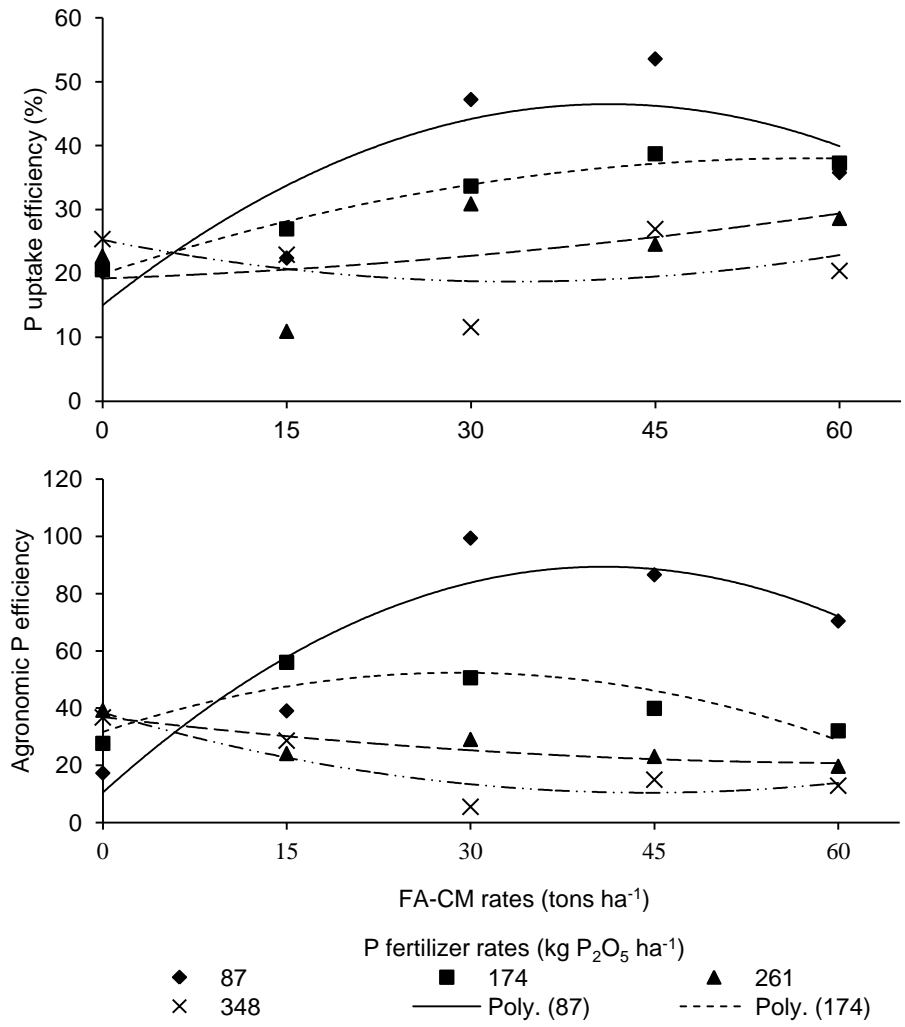 60
50
40
30
20
10
0
P uptake efficiency (%)
0 15 30 45 60
120
100
80
60
40
20
0
Agronomic P efficiency
0 15 30 45 60
FA-CM rates (tons ha⁻¹)
P fertilizer rates (kg P₂O₅ ha⁻¹)
87 174 261
348 Poly. (87) Poly. (174)